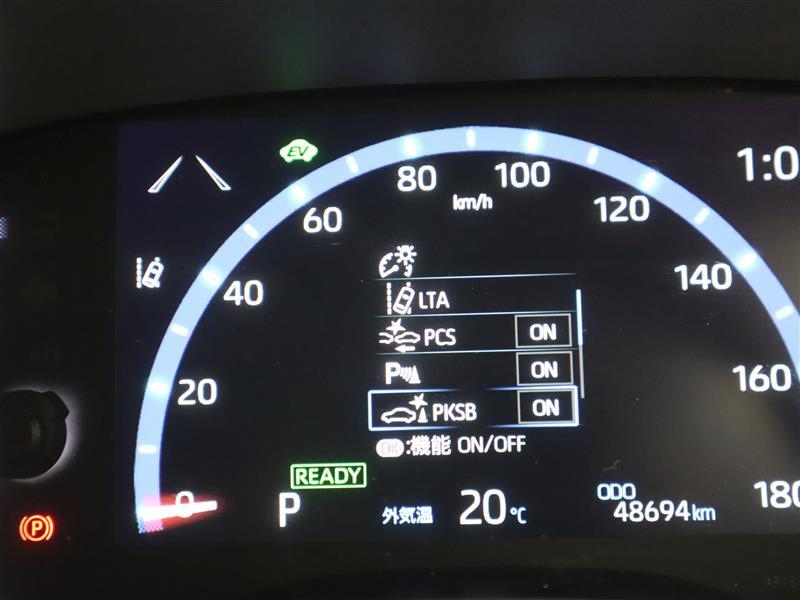 EV
1:0
80
100
km/h
60
120
40
140
LTA
PCS ON
20
P ON
160
PKSB ON
OK:機能 ON/OFF
READY
0
P
外気温 20℃
ODO
48694km
180
P